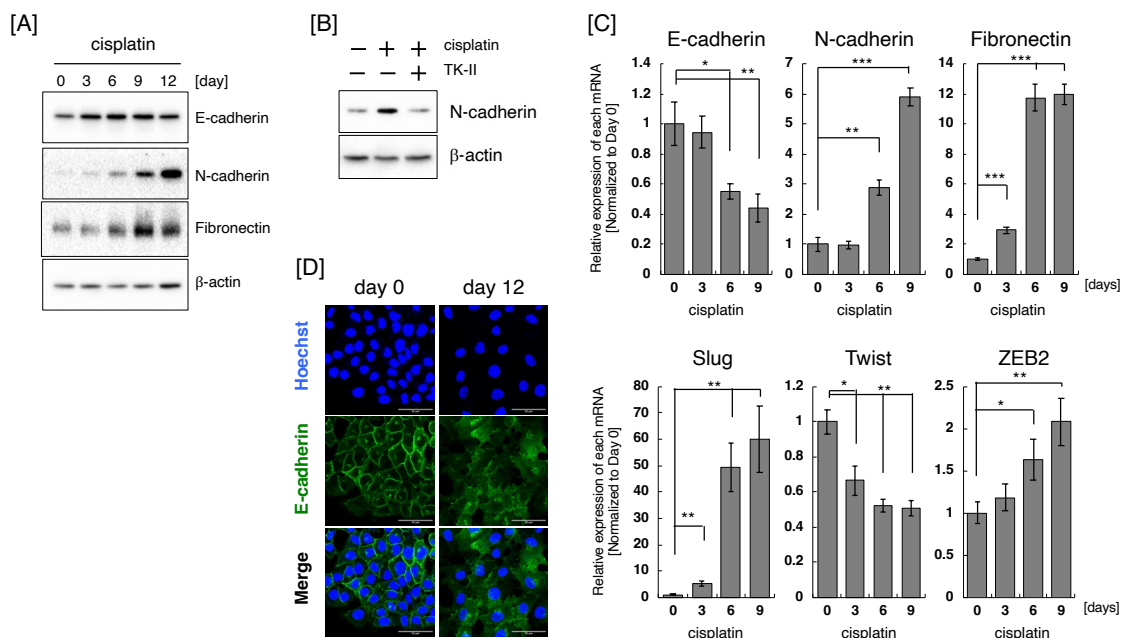 [A]
cisplatin
0 3 6 9 12 [day]
E-cadherin
N-cadherin
Fibronectin
β-actin
[B]
– + + cisplatin
– – + TK-II
N-cadherin
β-actin
[C]
E-cadherin
Relative expression of each mRNA
[Normalized to Day 0]
1.4
1.2
1
0.8
0.6
0.4
0.2
0
* **
0 3 6 9
cisplatin
N-cadherin
7
6
5
4
3
2
1
0
***
**
0 3 6 9
cisplatin
Fibronectin
14
12
10
8
6
4
2
0
***
***
0 3 6 9 [days]
cisplatin
Slug
Relative expression of each mRNA
[Normalized to Day 0]
80
70
60
50
40
30
20
10
0
**
**
0 3 6 9
cisplatin
Twist
1.2
1
0.8
0.6
0.4
0.2
0
* **
0 3 6 9
cisplatin
ZEB2
2.5
2
1.5
1
0.5
0
**
*
0 3 6 9 [days]
cisplatin
[D]
day 0 day 12
Hoechst
E-cadherin
Merge